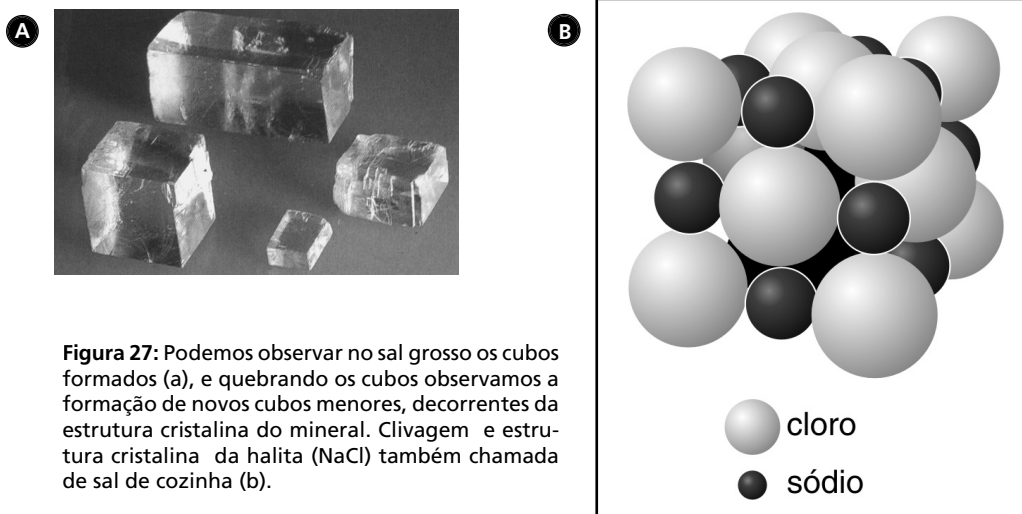 A
B
Figura 27: Podemos observar no sal grosso os cubos
formados (a), e quebrando os cubos observamos a
formação de novos cubos menores, decorrentes da
estrutura cristalina do mineral. Clivagem e estru-
tura cristalina da halita (NaCl) também chamada
de sal de cozinha (b).
cloro
sódio